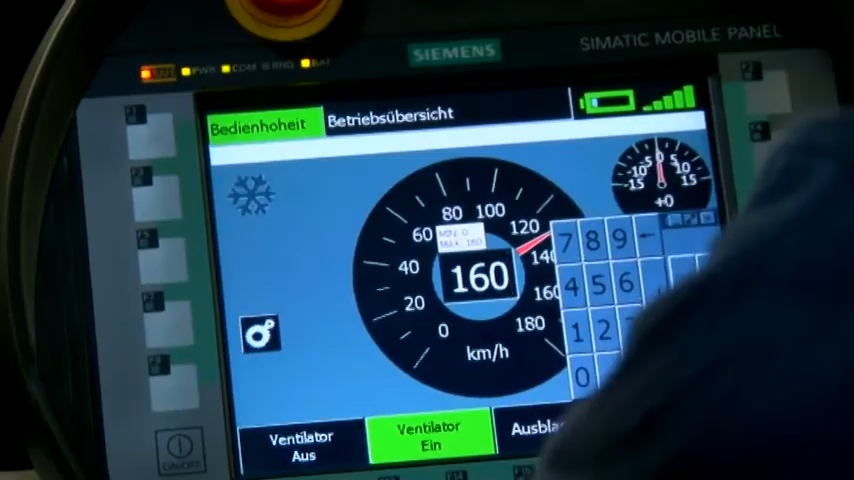 SIEMENS
SIMATIC MOBILE PANEL
PWR COM RNQ BAT
Bedienhoheit
Betriebsübersicht
15 10 5 0 5 10 15
+0
0 20 40 60 80 100 120 140 160 180
MIN: 0
MAX: 160
160
km/h
7 8 9
4 5 6
1 2
0
Ventilator
Aus
Ventilator
Ein
ON/OFF